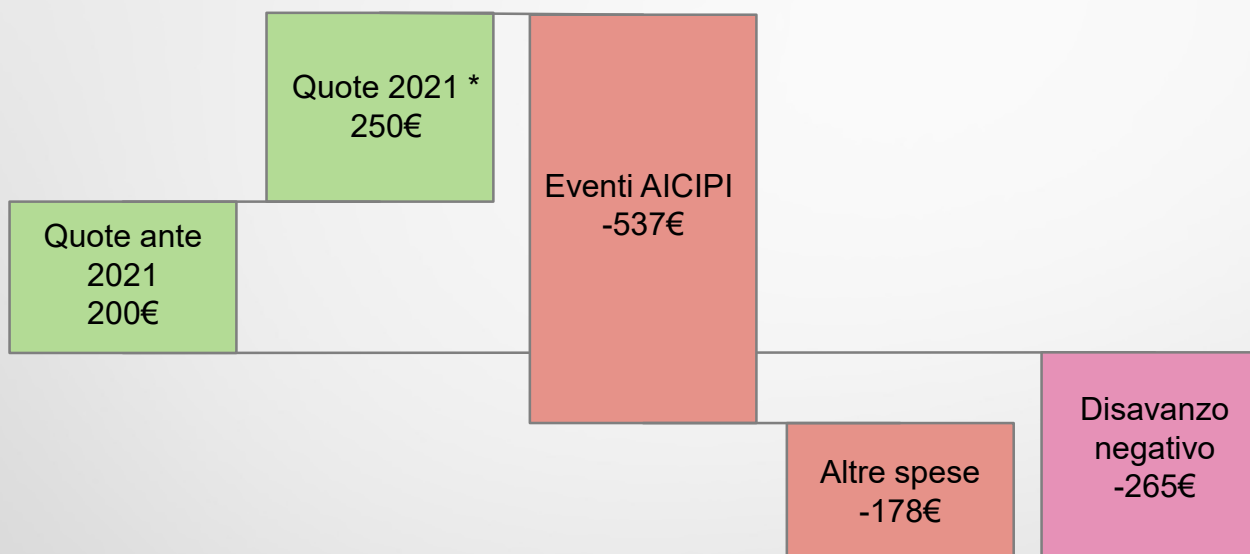 Quote 2021 *
250€
Eventi AICIPI
-537€
Quote ante
2021
200€
Disavanzo
negativo
-265€
Altre spese
-178€